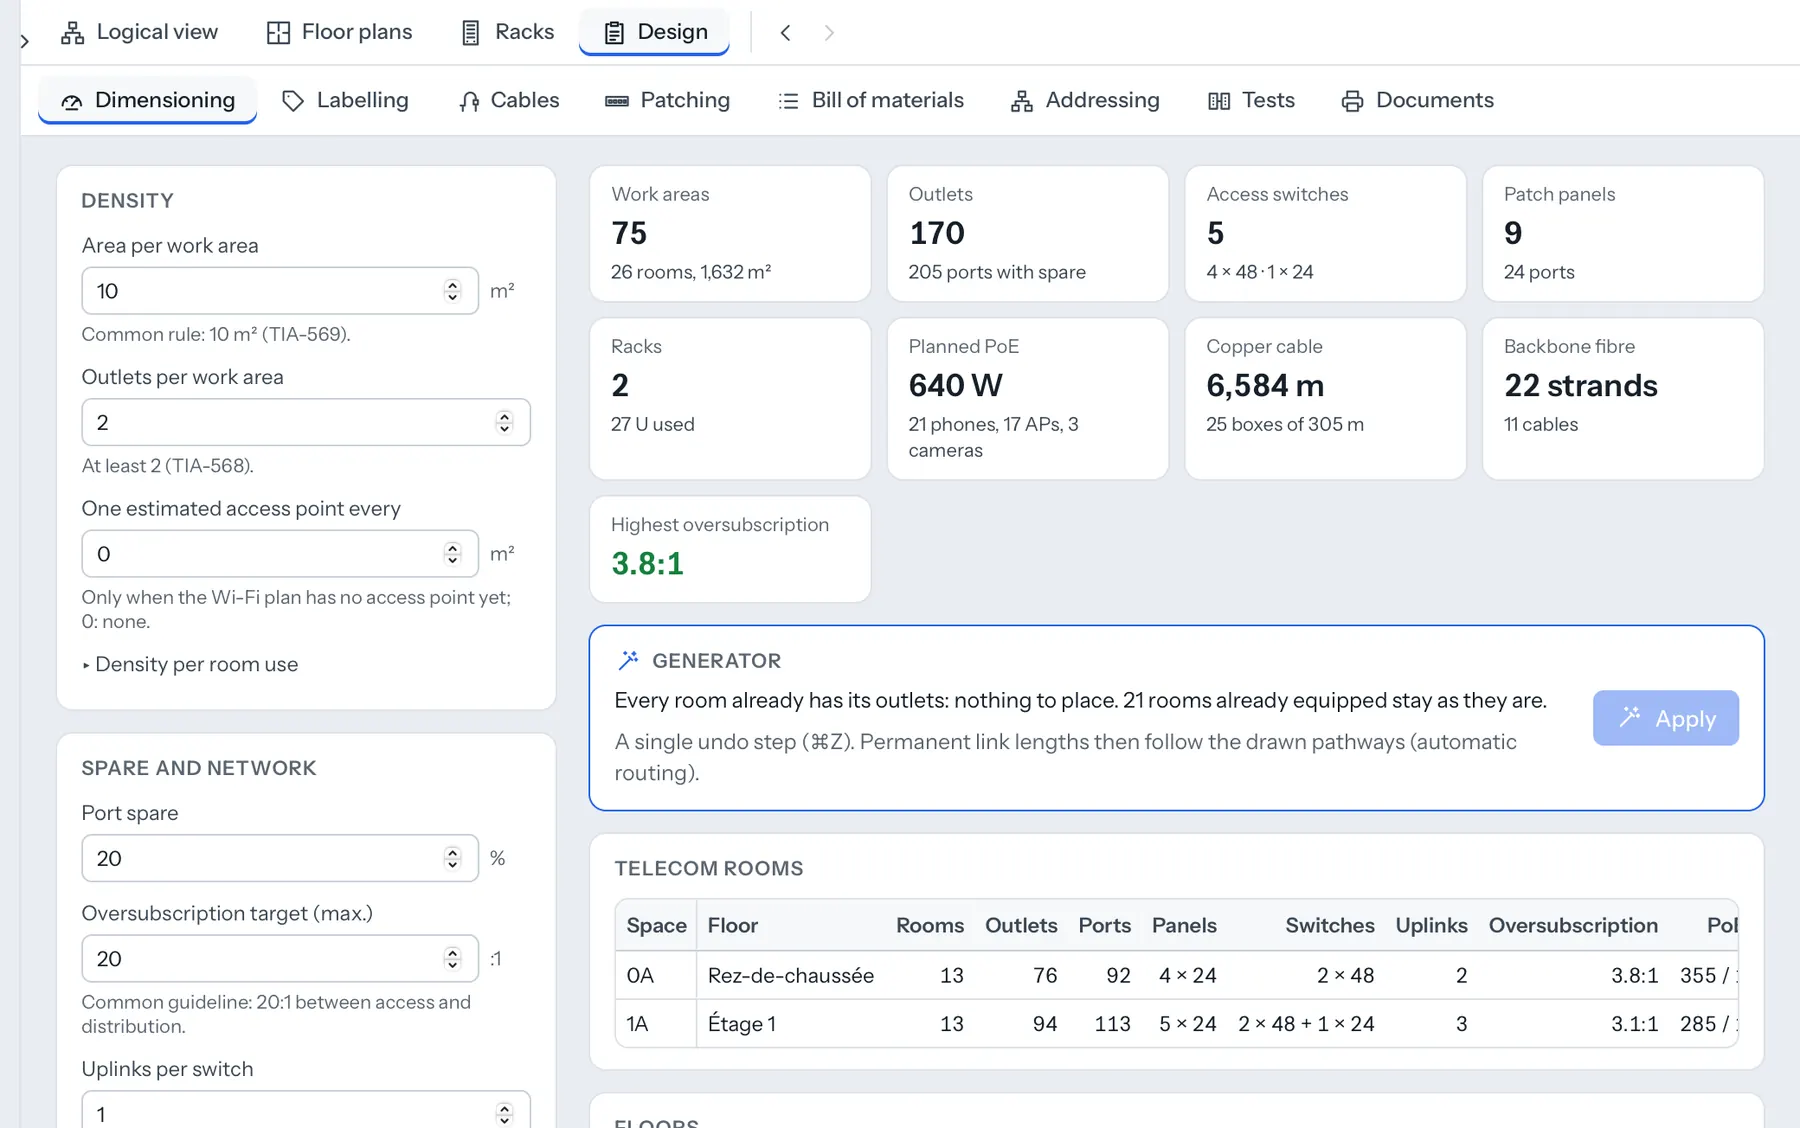 Logical view
Floor plans
Racks
Design
Dimensioning
Labelling
Cables
Patching
Bill of materials
Addressing
Tests
Documents
DENSITY
Area per work area
10 m²
Common rule: 10 m² (TIA-569).
Outlets per work area
2
At least 2 (TIA-568).
One estimated access point every
0 m²
Only when the Wi-Fi plan has no access point yet;
0: none.
Density per room use
SPARE AND NETWORK
Port spare
20 %
Oversubscription target (max.)
20 :1
Common guideline: 20:1 between access and
distribution.
Uplinks per switch
1
Work areas
75
26 rooms, 1,632 m²
Outlets
170
205 ports with spare
Access switches
5
4 × 48 · 1 × 24
Patch panels
9
24 ports
Racks
2
27 U used
Planned PoE
640 W
21 phones, 17 APs, 3
cameras
Copper cable
6,584 m
25 boxes of 305 m
Backbone fibre
22 strands
11 cables
Highest oversubscription
3.8:1
GENERATOR
Every room already has its outlets: nothing to place. 21 rooms already equipped stay as they are.
A single undo step (⌘Z). Permanent link lengths then follow the drawn pathways (automatic
routing).
Apply
TELECOM ROOMS
Space Floor Rooms Outlets Ports Panels Switches Uplinks Oversubscription
0A Rez-de-chaussée 13 76 92 4 × 24 2 × 48 2 3.8:1 355 /
1A Étage 1 13 94 113 5 × 24 2 × 48 + 1 × 24 3 3.1:1 285 /
FLOORS